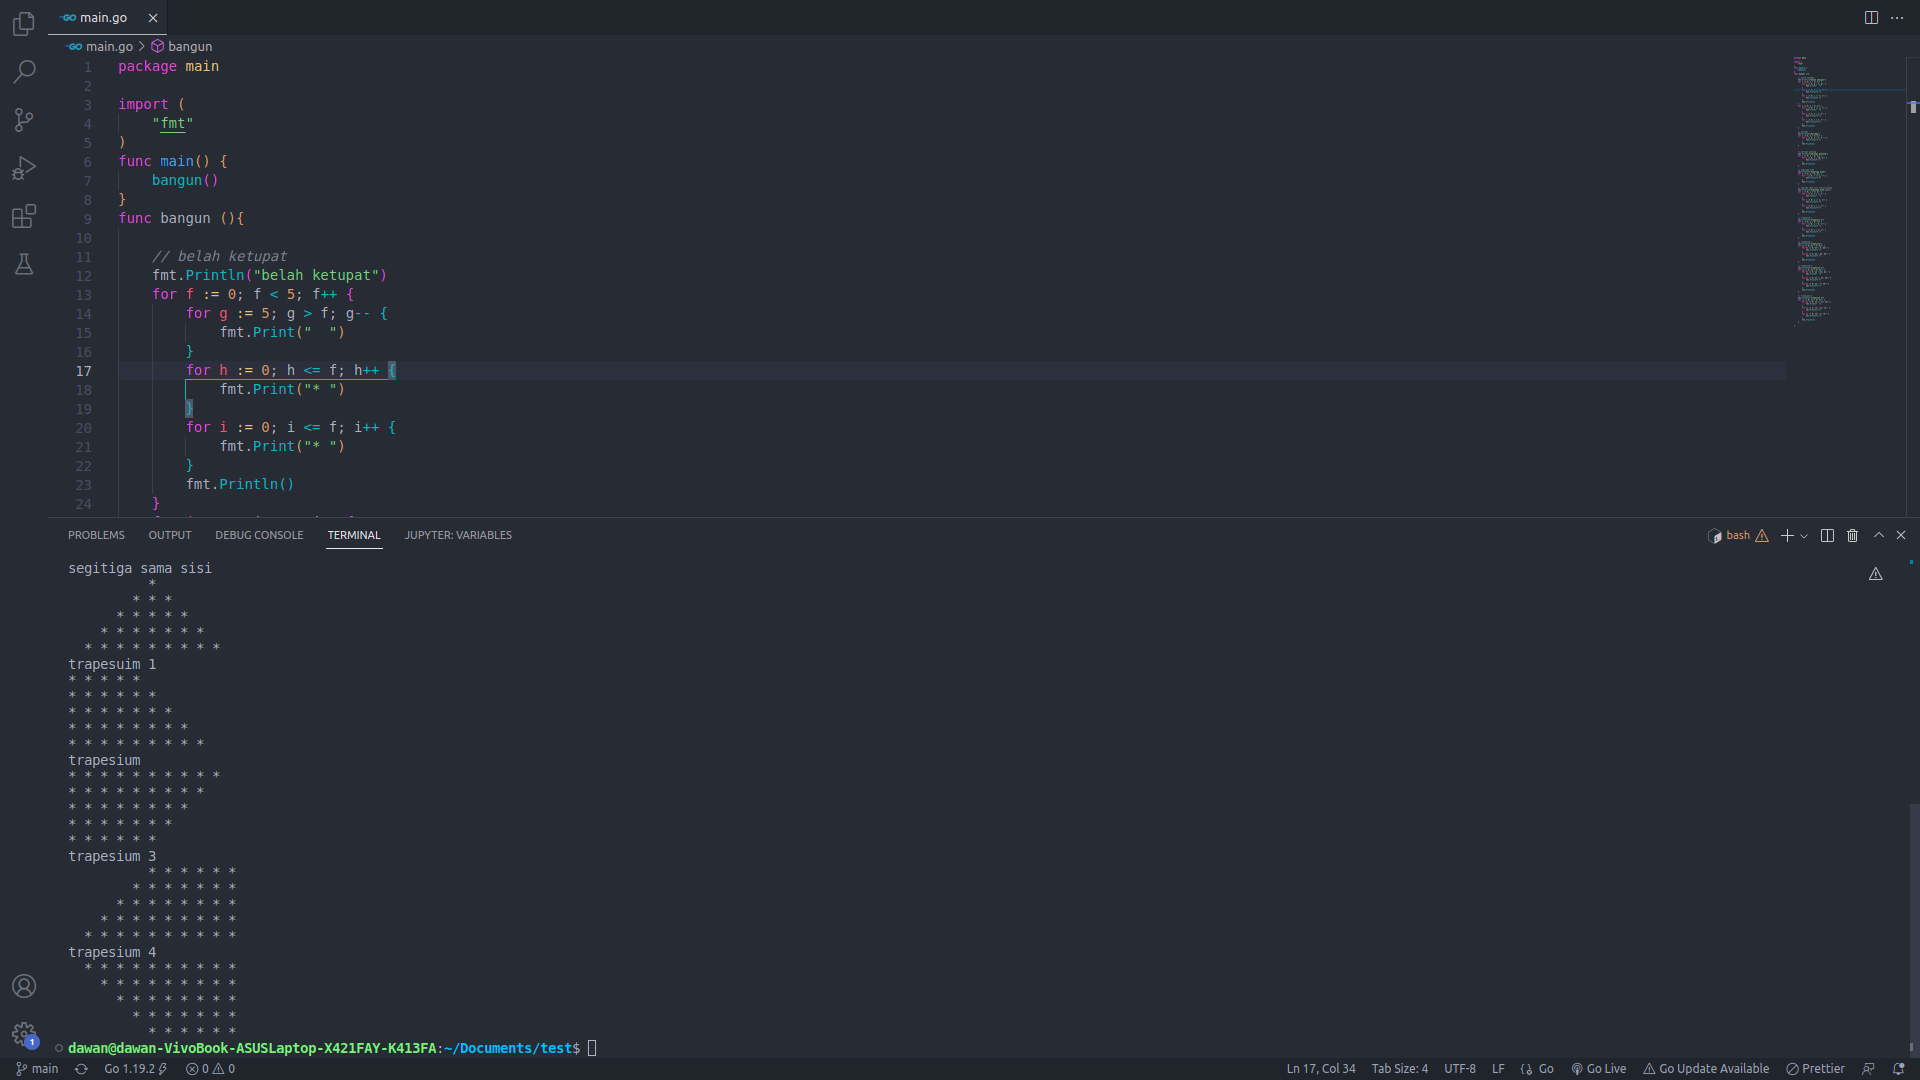 main.go
main.go > bangun
1 package main
2
3 import (
4     "fmt"
5 )
6 func main() {
7     bangun()
8 }
9 func bangun (){
10
11     // belah ketupat
12     fmt.Println("belah ketupat")
13     for f := 0; f < 5; f++ {
14         for g := 5; g > f; g-- {
15             fmt.Print("  ")
16         }
17         for h := 0; h <= f; h++ {
18             fmt.Print("* ")
19         }
20         for i := 0; i <= f; i++ {
21             fmt.Print("* ")
22         }
23         fmt.Println()
24     }
PROBLEMS OUTPUT DEBUG CONSOLE TERMINAL JUPYTER: VARIABLES bash
segitiga sama sisi
          *
        * * *
      * * * * *
    * * * * * * *
  * * * * * * * * *
trapesuim 1
* * * * *
* * * * * *
* * * * * * *
* * * * * * * *
* * * * * * * * *
trapesium
* * * * * * * * * *
* * * * * * * * *
* * * * * * * *
* * * * * * *
* * * * * *
trapesium 3
          * * * * * *
        * * * * * * *
      * * * * * * * *
    * * * * * * * * *
  * * * * * * * * * *
trapesium 4
  * * * * * * * * * *
    * * * * * * * * *
      * * * * * * * *
        * * * * * * *
          * * * * * *
dawan@dawan-VivoBook-ASUSLaptop-X421FAY-K413FA:~/Documents/test$
1
main Go 1.19.2 0 0 Ln 17, Col 34 Tab Size: 4 UTF-8 LF Go Go Live Go Update Available Prettier